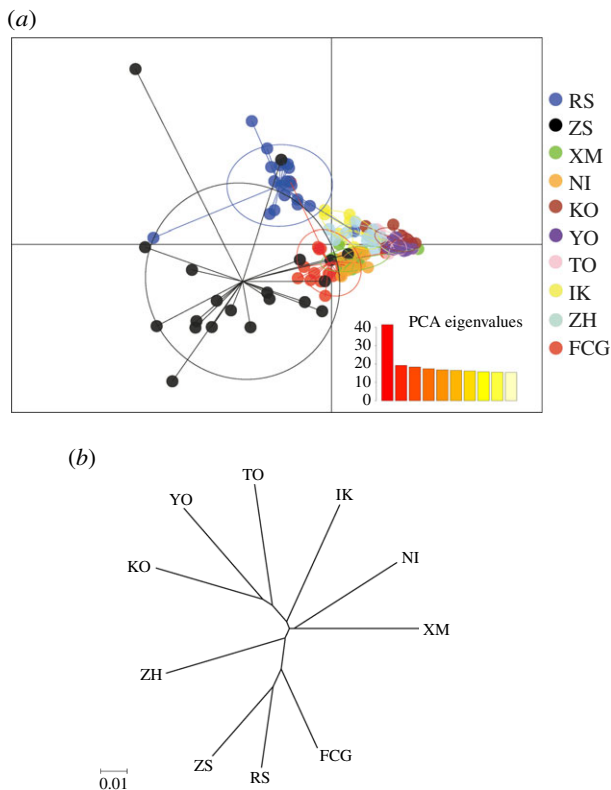 (a)
RS
ZS
XM
NI
KO
YO
TO
IK
ZH
FCG
PCA eigenvalues
40
30
20
10
0
(b)
TO
IK
YO
NI
KO
XM
ZH
FCG
ZS
RS
0.01